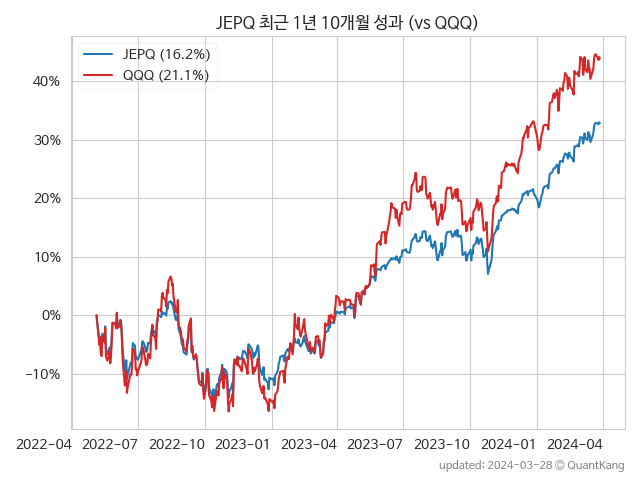 JEPQ 최근 1년 10개월 성과 (vs QQQ)
JEPQ (16.2%)
QQQ (21.1%)
40%
30%
20%
10%
0%
−10%
2022−04 2022−07 2022−10 2023−01 2023−04 2023−07 2023−10 2024−01 2024−04
updated: 2024-03-28 © QuantKang